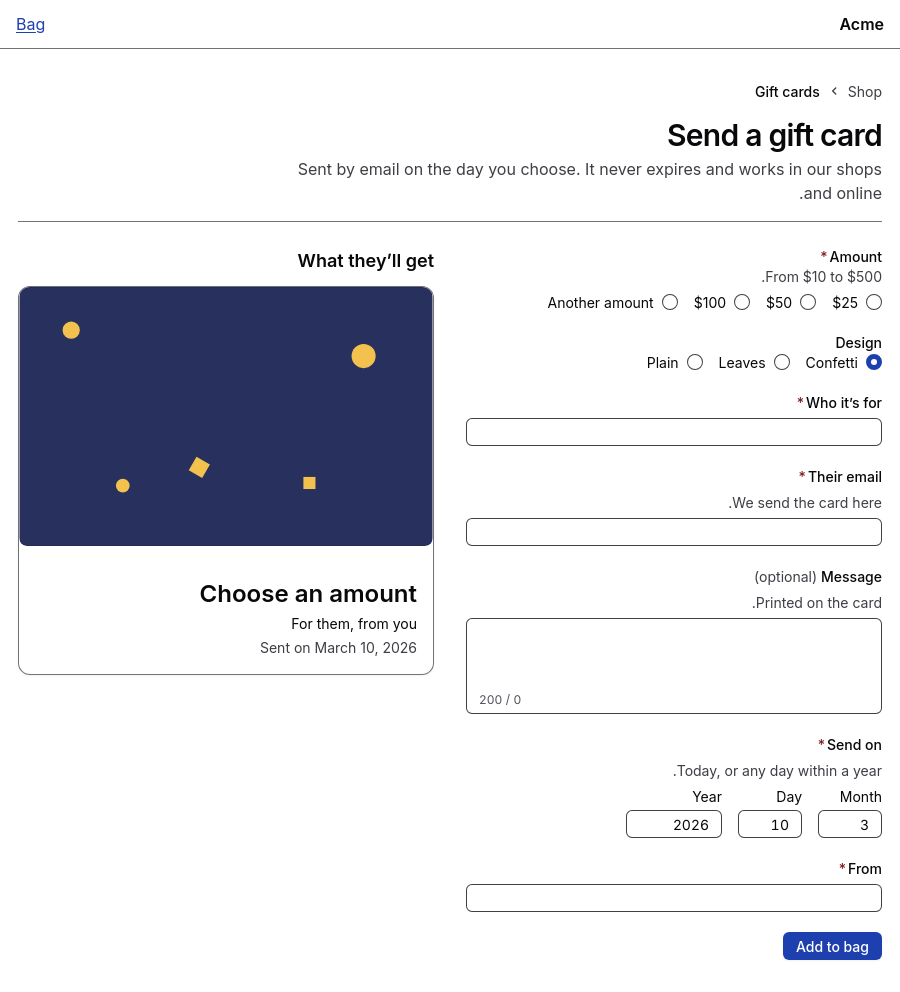 Acme
Bag
Shop
Gift cards
Send a gift card
Sent by email on the day you choose. It never expires and works in our shops
and online.
Amount*
From $10 to $500.
$25
$50
$100
Another amount
Design
Confetti
Leaves
Plain
Who it’s for*
Their email*
We send the card here.
Message (optional)
Printed on the card.
0 / 200
Send on*
Today, or any day within a year.
Month
Day
Year
3
10
2026
From*
Add to bag
What they’ll get
Choose an amount
For them, from you
Sent on March 10, 2026